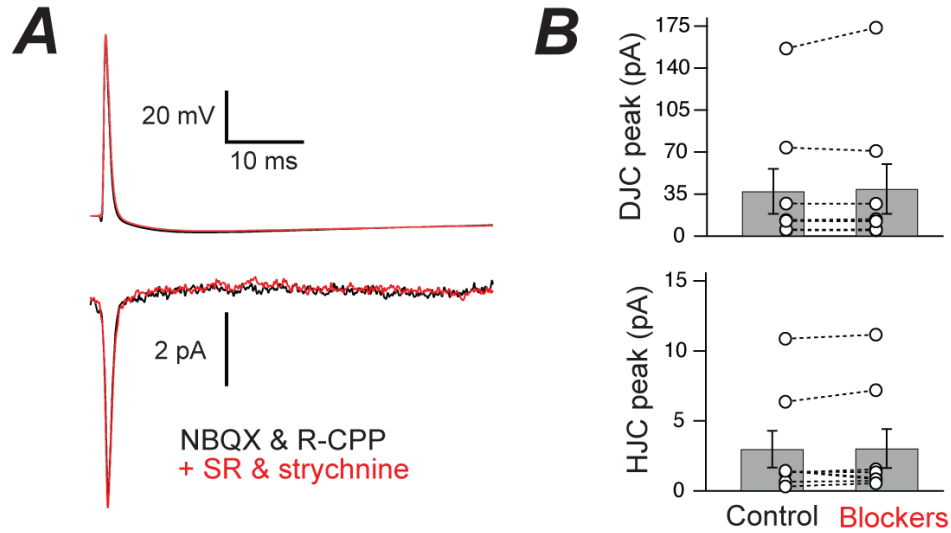 A
20 mV
10 ms
2 pA
NBQX & R-CPP
+ SR & strychnine
B
DJC peak (pA)
175
140
105
70
35
0
HJC peak (pA)
15
10
5
0
Control Blockers